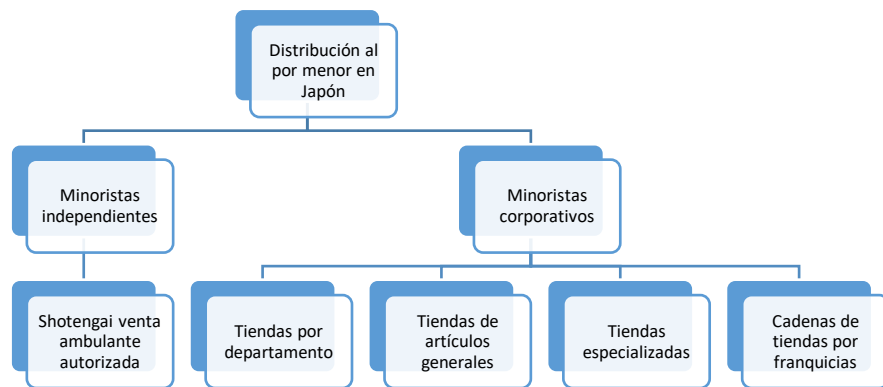 Distribución al
por menor en
Japón
Minoristas
independientes
Minoristas
corporativos
Shotengai venta
ambulante
autorizada
Tiendas por
departamento
Tiendas de
artículos
generales
Tiendas
especializadas
Cadenas de
tiendas por
franquicias